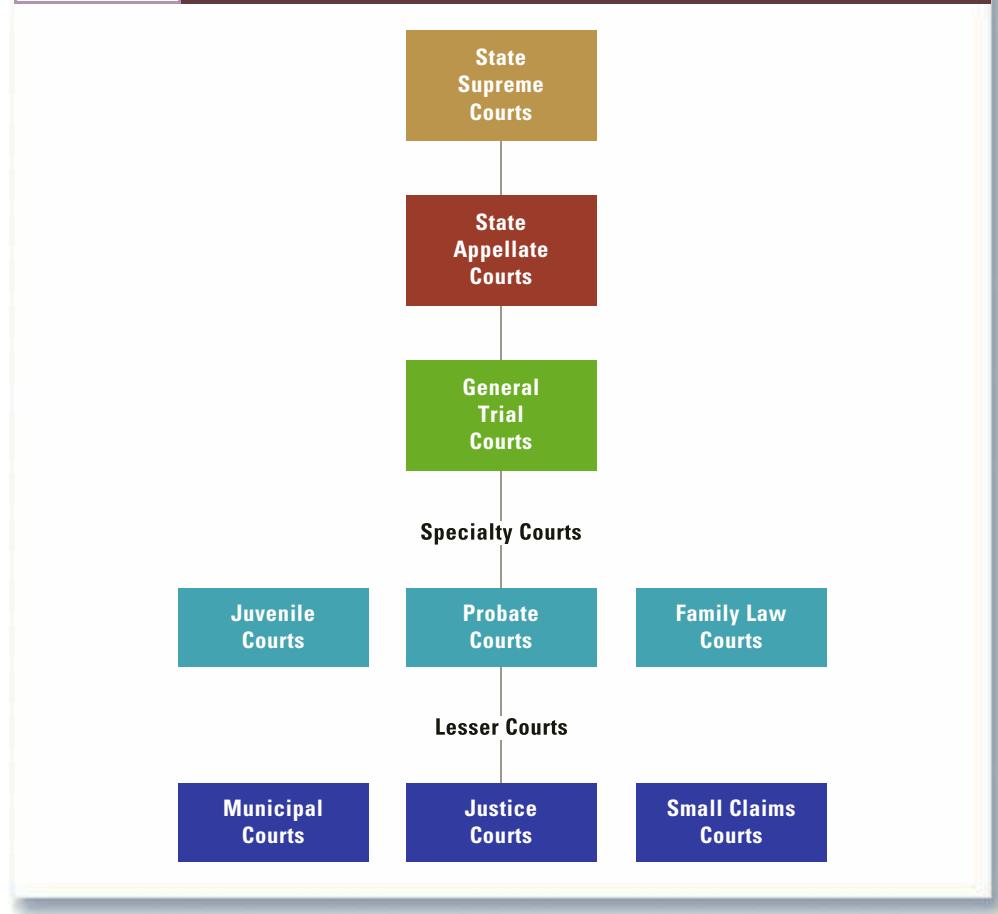 State
Supreme
Courts
State
Appellate
Courts
General
Trial
Courts
Specialty Courts
Juvenile
Courts
Probate
Courts
Family Law
Courts
Lesser Courts
Municipal
Courts
Justice
Courts
Small Claims
Courts